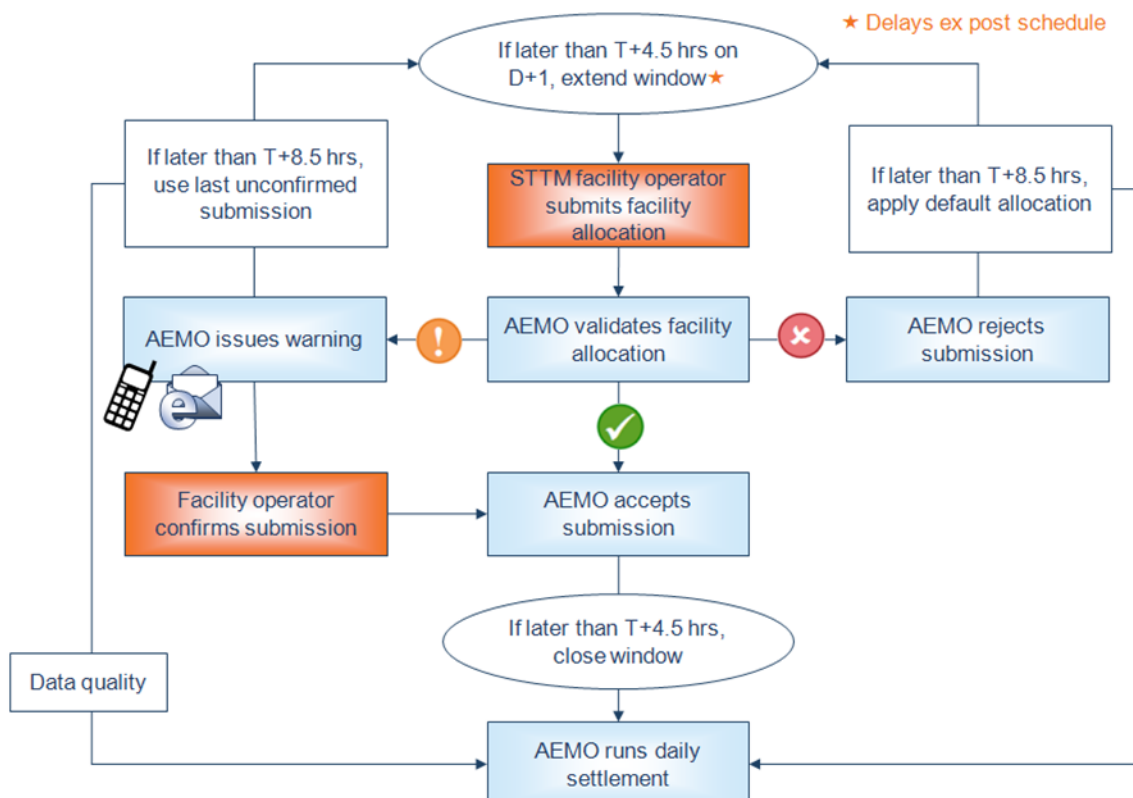 ★ Delays ex post schedule
If later than T+4.5 hrs on
D+1, extend window★
If later than T+8.5 hrs,
use last unconfirmed
submission
STTM facility operator
submits facility
allocation
If later than T+8.5 hrs,
apply default allocation
AEMO issues warning
AEMO validates facility
allocation
AEMO rejects
submission
Facility operator
confirms submission
AEMO accepts
submission
If later than T+4.5 hrs,
close window
Data quality
AEMO runs daily
settlement